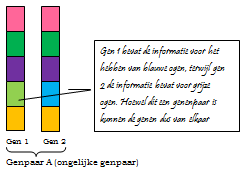 Gen 1 bevat de informatie voor het
hebben van blauwe ogen, terwijl gen
2 de informatie bevat voor grijze
ogen. Hoewel dit een genenpaar is
kunnen de genen dus van elkaar
Gen 1 Gen 2
Genpaar A (ongelijke genpaar)